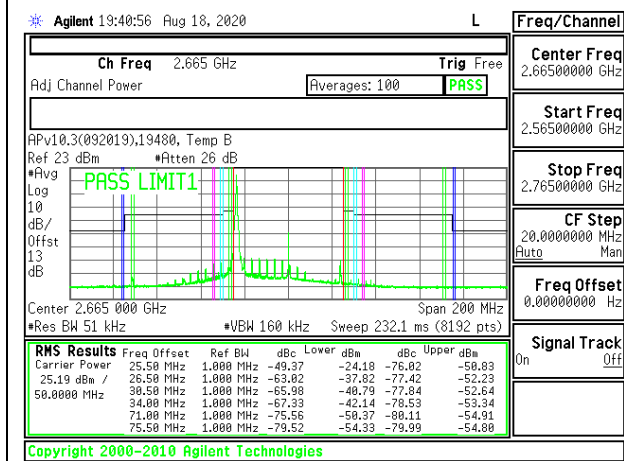 Agilent 19:40:56 Aug 18, 2020 L Freq/Channel
Ch Freq 2.665 GHz Trig Free
Adj Channel Power Averages: 100 PASS
APv10.3(092019),19480, Temp B
Ref 23 dBm #Atten 26 dB
#Avg
Log
10
dB/
Offst
13
dB
PASS LIMIT1
Center 2.665 000 GHz Span 200 MHz
#Res BW 51 kHz #VBW 160 kHz Sweep 232.1 ms (8192 pts)
RMS Results Freq Offset Ref BW dBc Lower dBm dBc Upper dBm
Carrier Power 25.50 MHz 1.000 MHz -49.37 -24.18 -76.02 -50.83
25.19 dBm / 26.50 MHz 1.000 MHz -63.02 -37.82 -77.42 -52.23
50.0000 MHz 30.50 MHz 1.000 MHz -65.98 -40.79 -77.84 -52.64
34.00 MHz 1.000 MHz -67.33 -42.14 -78.53 -53.34
71.00 MHz 1.000 MHz -75.56 -50.37 -80.11 -54.91
75.50 MHz 1.000 MHz -79.52 -54.33 -79.99 -54.80
Copyright 2000-2010 Agilent Technologies
Center Freq
2.66500000 GHz
Start Freq
2.56500000 GHz
Stop Freq
2.76500000 GHz
CF Step
20.0000000 MHz
Auto Man
Freq Offset
0.00000000 Hz
Signal Track
On Off